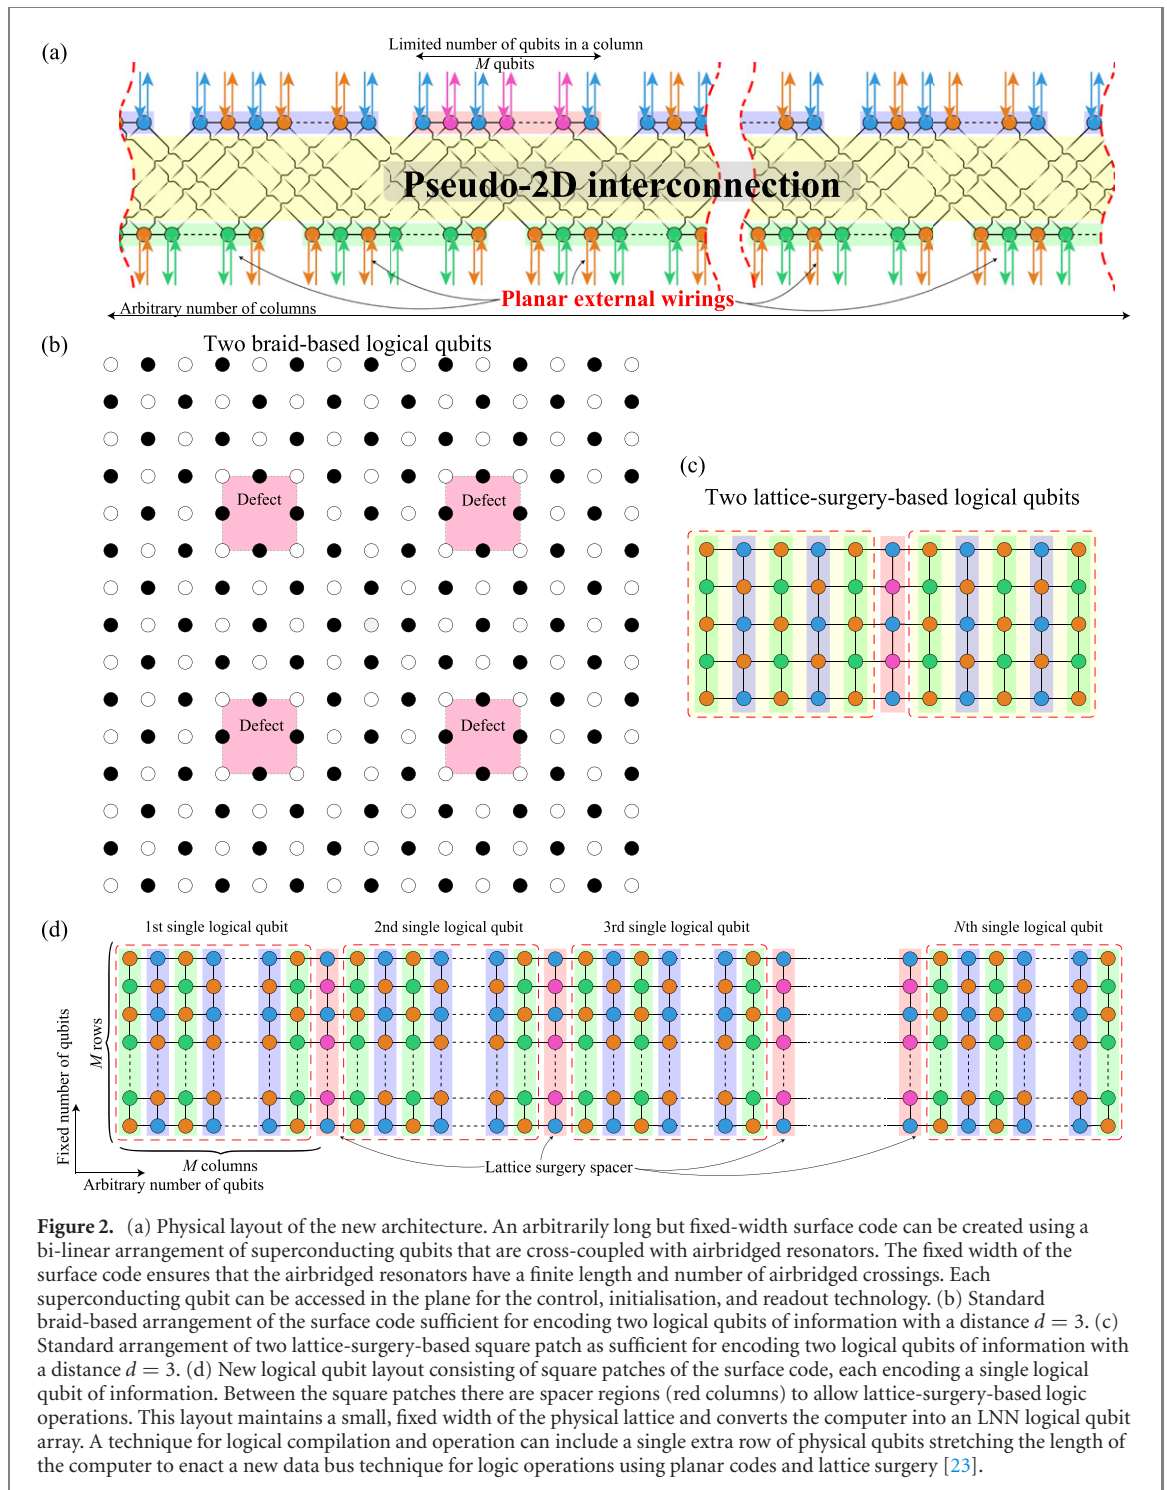 (a)
Limited number of qubits in a column
M qubits
Pseudo-2D interconnection
Planar external wirings
Arbitrary number of columns
(b)
Two braid-based logical qubits
Defect
Defect
Defect
Defect
(c)
Two lattice-surgery-based logical qubits
(d)
1st single logical qubit
2nd single logical qubit
3rd single logical qubit
Nth single logical qubit
Fixed number of qubits
M rows
M columns
Arbitrary number of qubits
Lattice surgery spacer
Figure 2. (a) Physical layout of the new architecture. An arbitrarily long but fixed-width surface code can be created using a
bi-linear arrangement of superconducting qubits that are cross-coupled with airbridged resonators. The fixed width of the
surface code ensures that the airbridged resonators have a finite length and number of airbridged crossings. Each
superconducting qubit can be accessed in the plane for the control, initialisation, and readout technology. (b) Standard
braid-based arrangement of the surface code sufficient for encoding two logical qubits of information with a distance d = 3. (c)
Standard arrangement of two lattice-surgery-based square patch as sufficient for encoding two logical qubits of information with
a distance d = 3. (d) New logical qubit layout consisting of square patches of the surface code, each encoding a single logical
qubit of information. Between the square patches there are spacer regions (red columns) to allow lattice-surgery-based logic
operations. This layout maintains a small, fixed width of the physical lattice and converts the computer into an LNN logical qubit
array. A technique for logical compilation and operation can include a single extra row of physical qubits stretching the length of
the computer to enact a new data bus technique for logic operations using planar codes and lattice surgery [23].